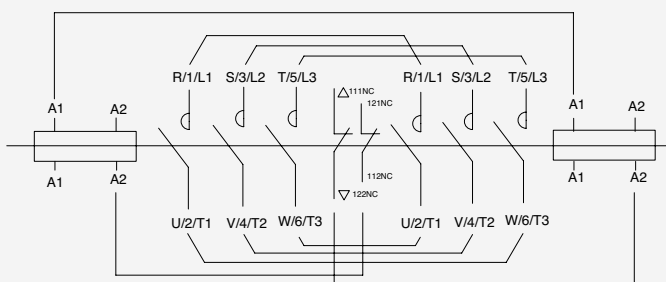 R/1/L1 S/3/L2 T/5/L3 R/1/L1 S/3/L2 T/5/L3
111NC
121NC
A1 A2 A1 A2
A1 A2 A1 A2
112NC
122NC
U/2/T1 V/4/T2 W/6/T3 U/2/T1 V/4/T2 W/6/T3